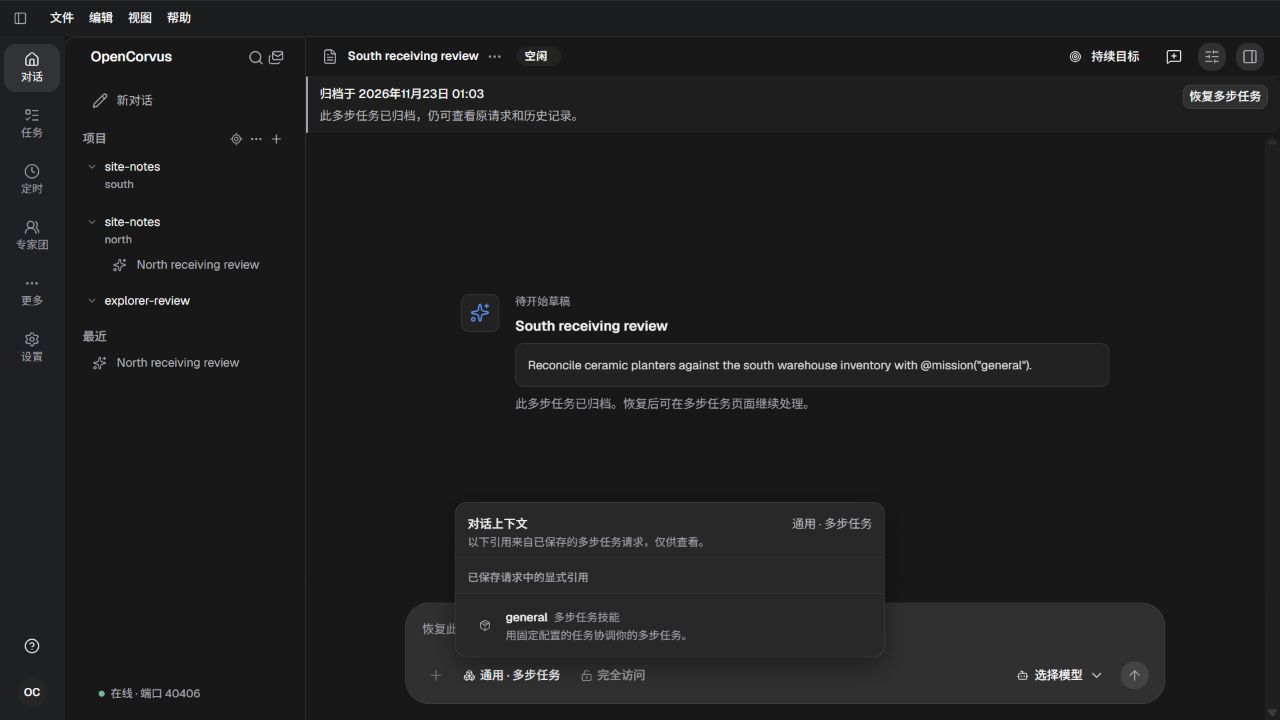 文件 编辑 视图 帮助
对话
任务
定时
专家团
更多
设置
OC
OpenCorvus
新对话
项目
site-notes
south
site-notes
north
North receiving review
explorer-review
最近
North receiving review
在线 · 端口 40406
South receiving review 空闲
持续目标
归档于 2026年11月23日 01:03
此多步任务已归档，仍可查看原请求和历史记录。
恢复多步任务
待开始草稿
South receiving review
Reconcile ceramic planters against the south warehouse inventory with @mission("general").
此多步任务已归档。恢复后可在多步任务页面继续处理。
对话上下文 通用 · 多步任务
以下引用来自已保存的多步任务请求，仅供查看。
已保存请求中的显式引用
general 多步任务技能
用固定配置的任务协调你的多步任务。
恢复此
通用 · 多步任务 完全访问 选择模型